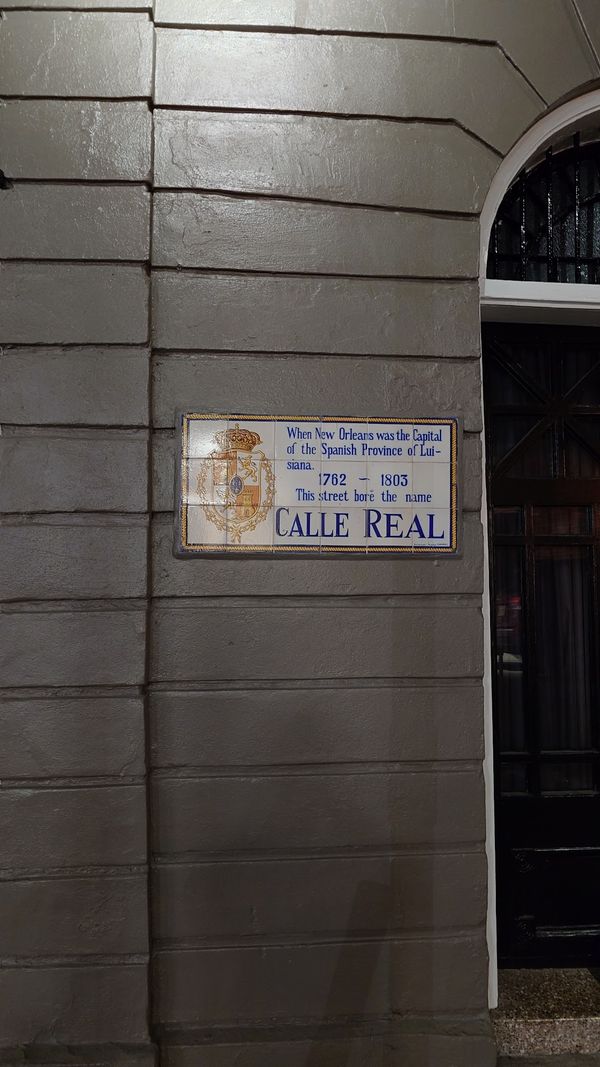 When New Orleans was the Capital
of the Spanish Province of Lui-
siana.
1762 - 1803
This street bore the name
CALLE REAL